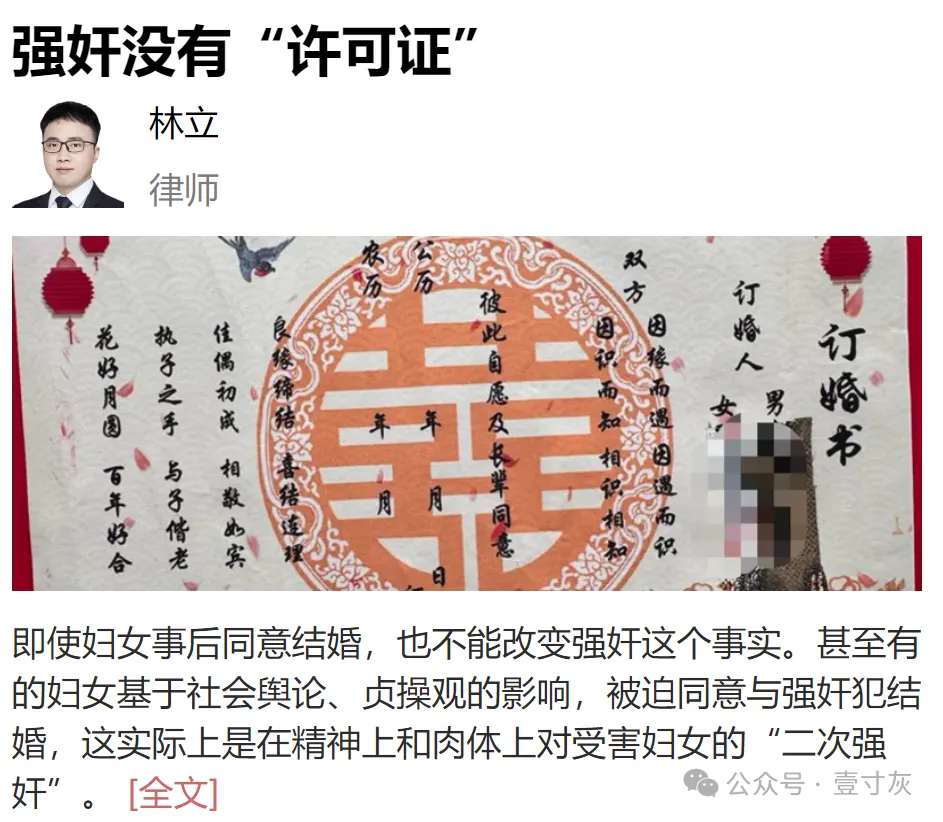 强奸没有“许可证”
林立
律师
订婚书
订婚人
男
女
双方
因缘而遇 因遇而识
因识而知 相识相知
彼此自愿及长辈同意
公历 年 月 日
农历 年 月
良缘缔结 喜结连理
佳偶初成 相敬如宾
执子之手 与子偕老
花好月圆 百年好合
即使妇女事后同意结婚，也不能改变强奸这个事实。甚至有
的妇女基于社会舆论、贞操观的影响，被迫同意与强奸犯结
婚，这实际上是在精神上和肉体上对受害妇女的“二次强
奸”。[全文]
公众号·壹寸灰